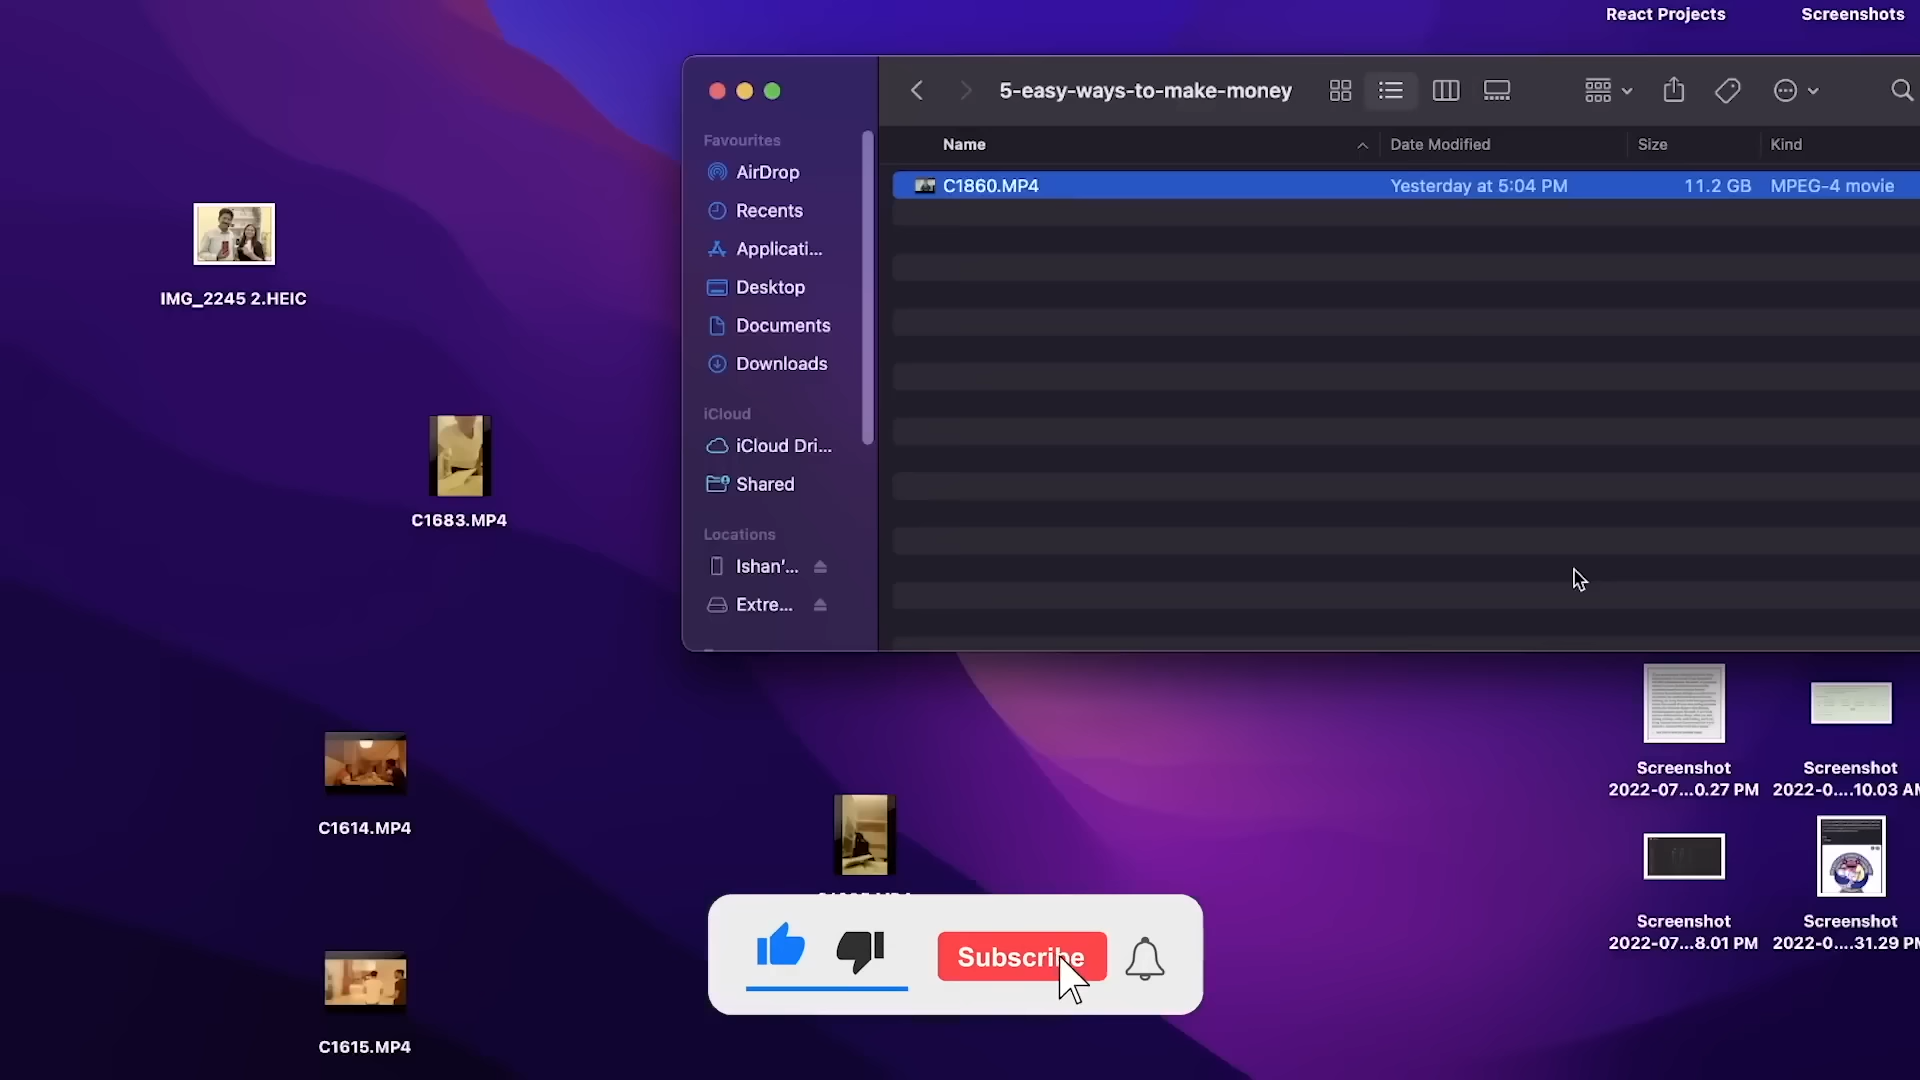 React Projects
Screenshots
5-easy-ways-to-make-money
Favourites
AirDrop
Recents
Applicati...
Desktop
Documents
Downloads
iCloud
iCloud Dri...
Shared
Locations
Ishan'...
Extre...
Name
Date Modified
Size
Kind
C1860.MP4
Yesterday at 5:04 PM
11.2 GB
MPEG-4 movie
IMG_2245 2.HEIC
C1683.MP4
C1614.MP4
C1615.MP4
Screenshot
2022-07...0.27 PM
Screenshot
2022-0....10.03 AM
Screenshot
2022-07...8.01 PM
Screenshot
2022-0....31.29 PM
Subscribe